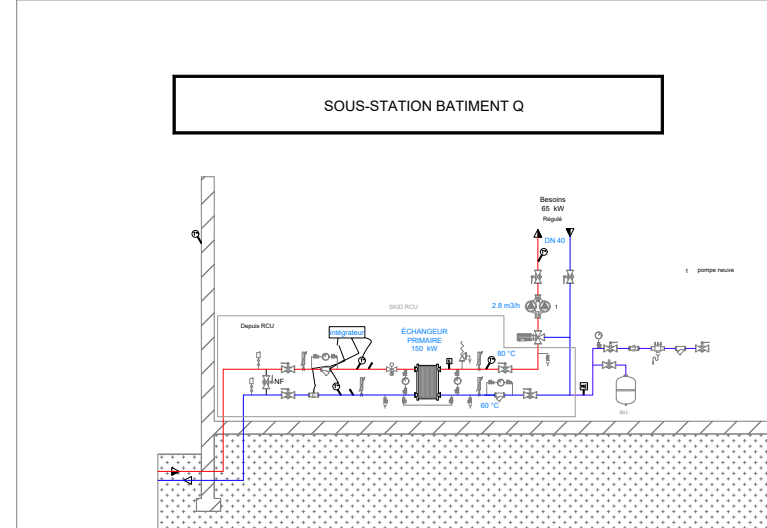 SOUS-STATION BATIMENT Q
Besoins
65 kW
Régulé
DN 40
1 pompe neuve
2.8 m3/h
1
SKID RCU
Depuis RCU
intégrateur
ÉCHANGEUR
PRIMAIRE
150 kW
80 °C
NF
60 °C